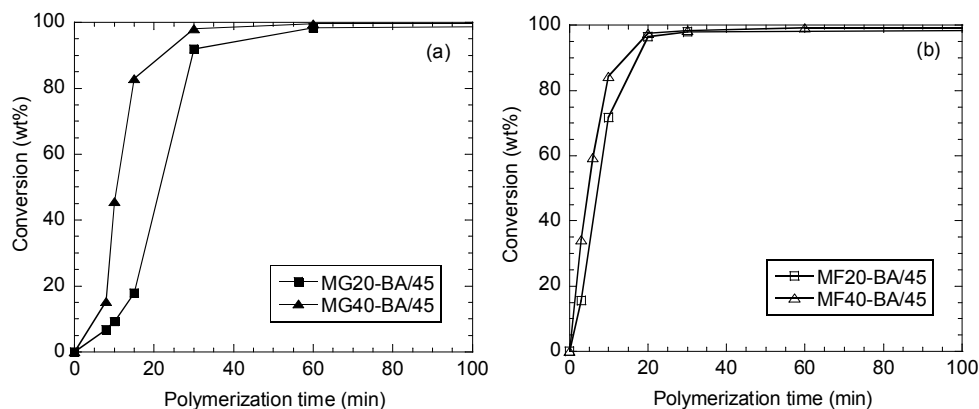 (a)
Conversion (wt%)
100
80
60
40
20
0
MG20-BA/45
MG40-BA/45
0 20 40 60 80 100
Polymerization time (min)
(b)
Conversion (wt%)
100
80
60
40
20
0
MF20-BA/45
MF40-BA/45
0 20 40 60 80 100
Polymerization time (min)